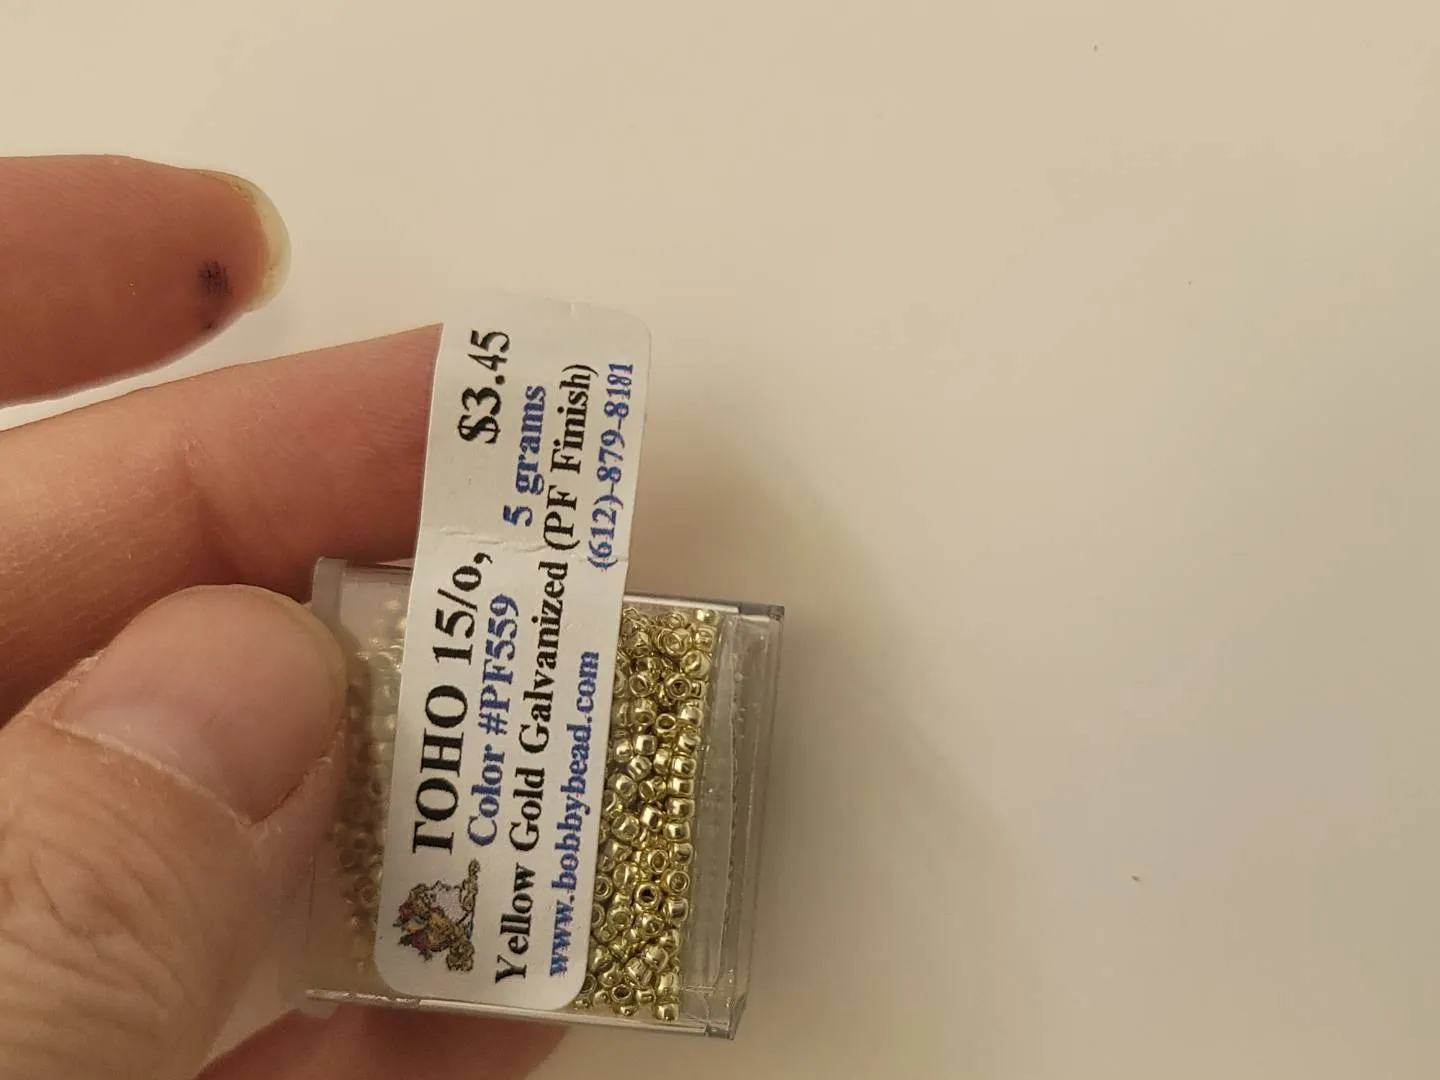 TOHO 15/0, $3.45
Color #PF559 5 grams
Yellow Gold Galvanized (PF Finish)
www.bobbybead.com (612)-879-8181